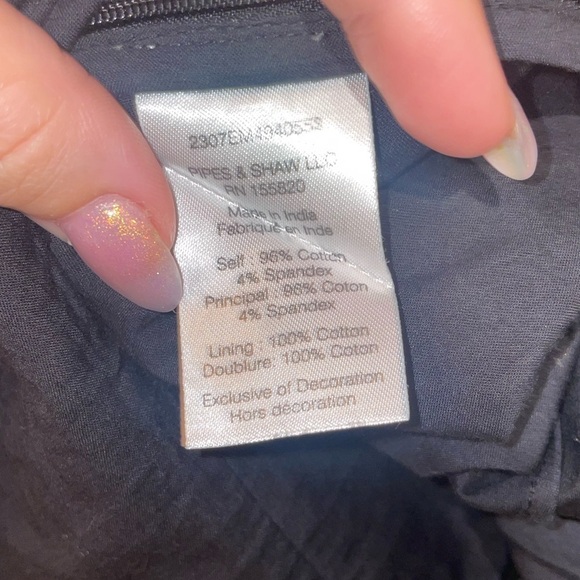 2307EM4940553
PIPES & SHAW LLC
RN 155820
Made in India
Fabriqué en Inde
Self : 96% Cotton
4% Spandex
Principal : 96% Coton
4% Spandex
Lining : 100% Cotton
Doublure: 100% Coton
Exclusive of Decoration
Hors décoration